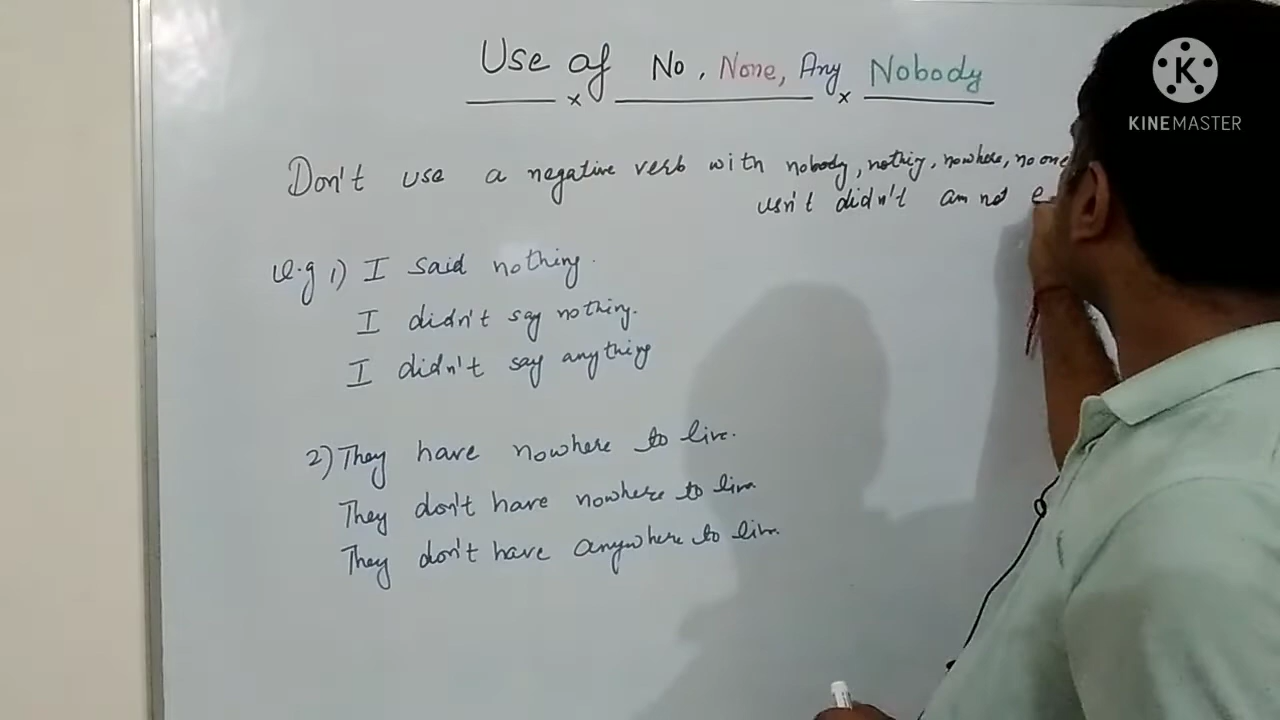 Use of No, None, Any Nobody
K
KINEMASTER
Don't use a negative verb with nobody, nothing, nowhere, no one
isn't didn't am not e
e.g 1) I said nothing.
I didn't say nothing.
I didn't say anything
2) They have nowhere to live.
They don't have nowhere to live
They don't have anywhere to live.